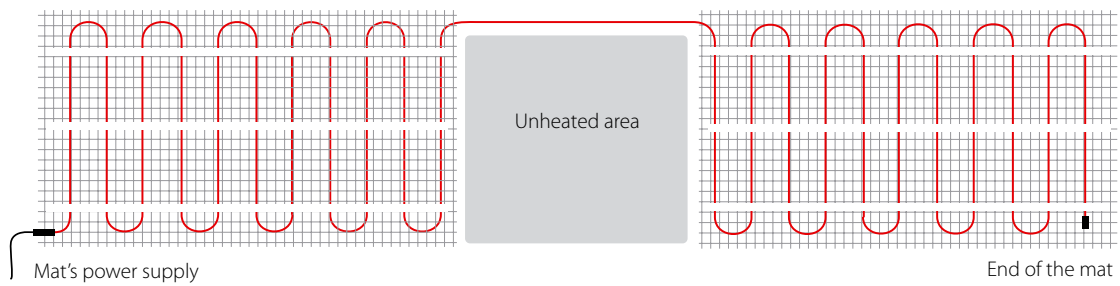 Unheated area
Mat’s power supply
End of the mat